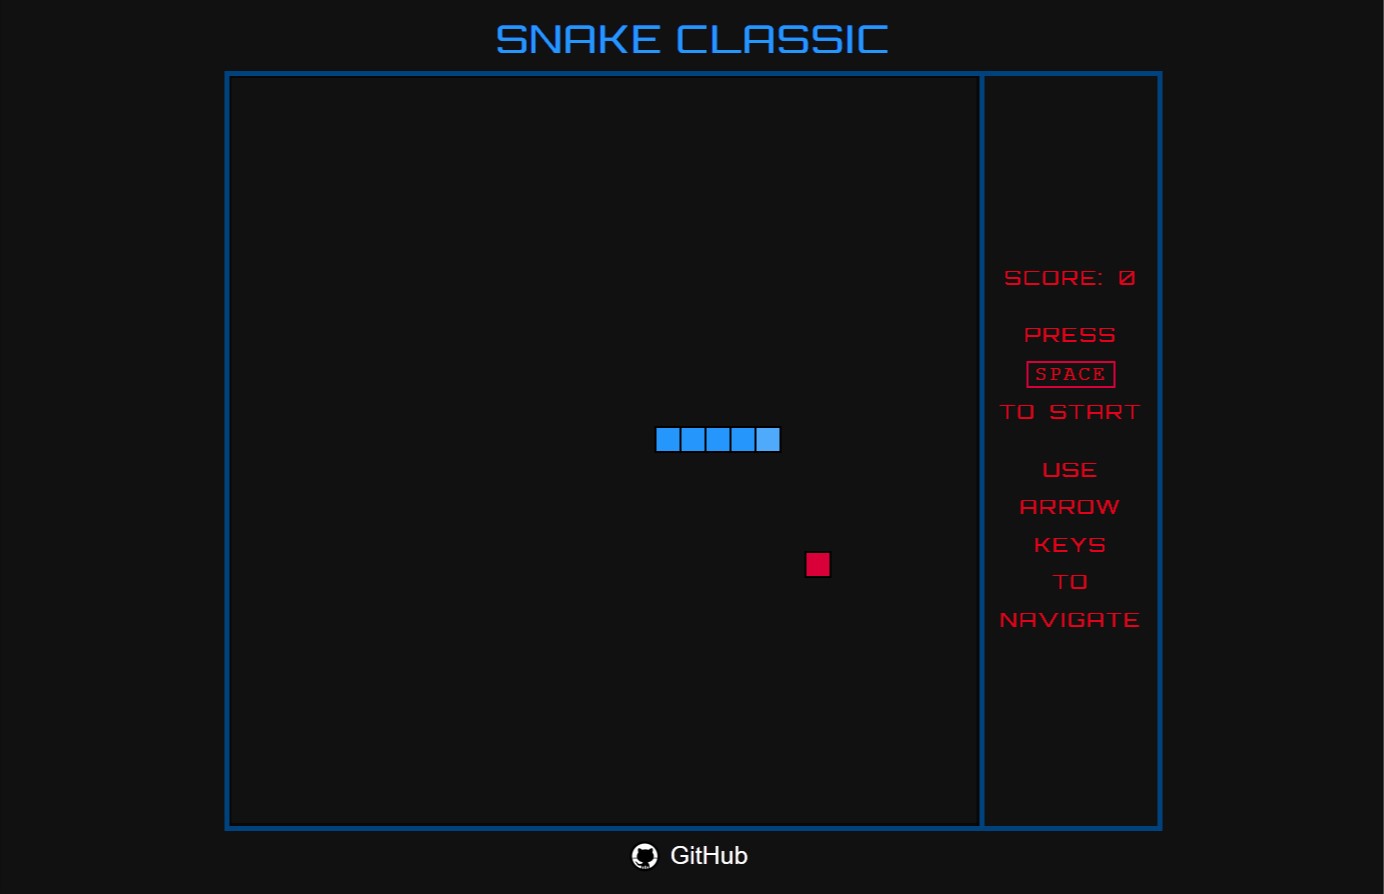 SNAKE CLASSIC
SCORE: 0
PRESS
SPACE
TO START
USE
ARROW
KEYS
TO
NAVIGATE
GitHub